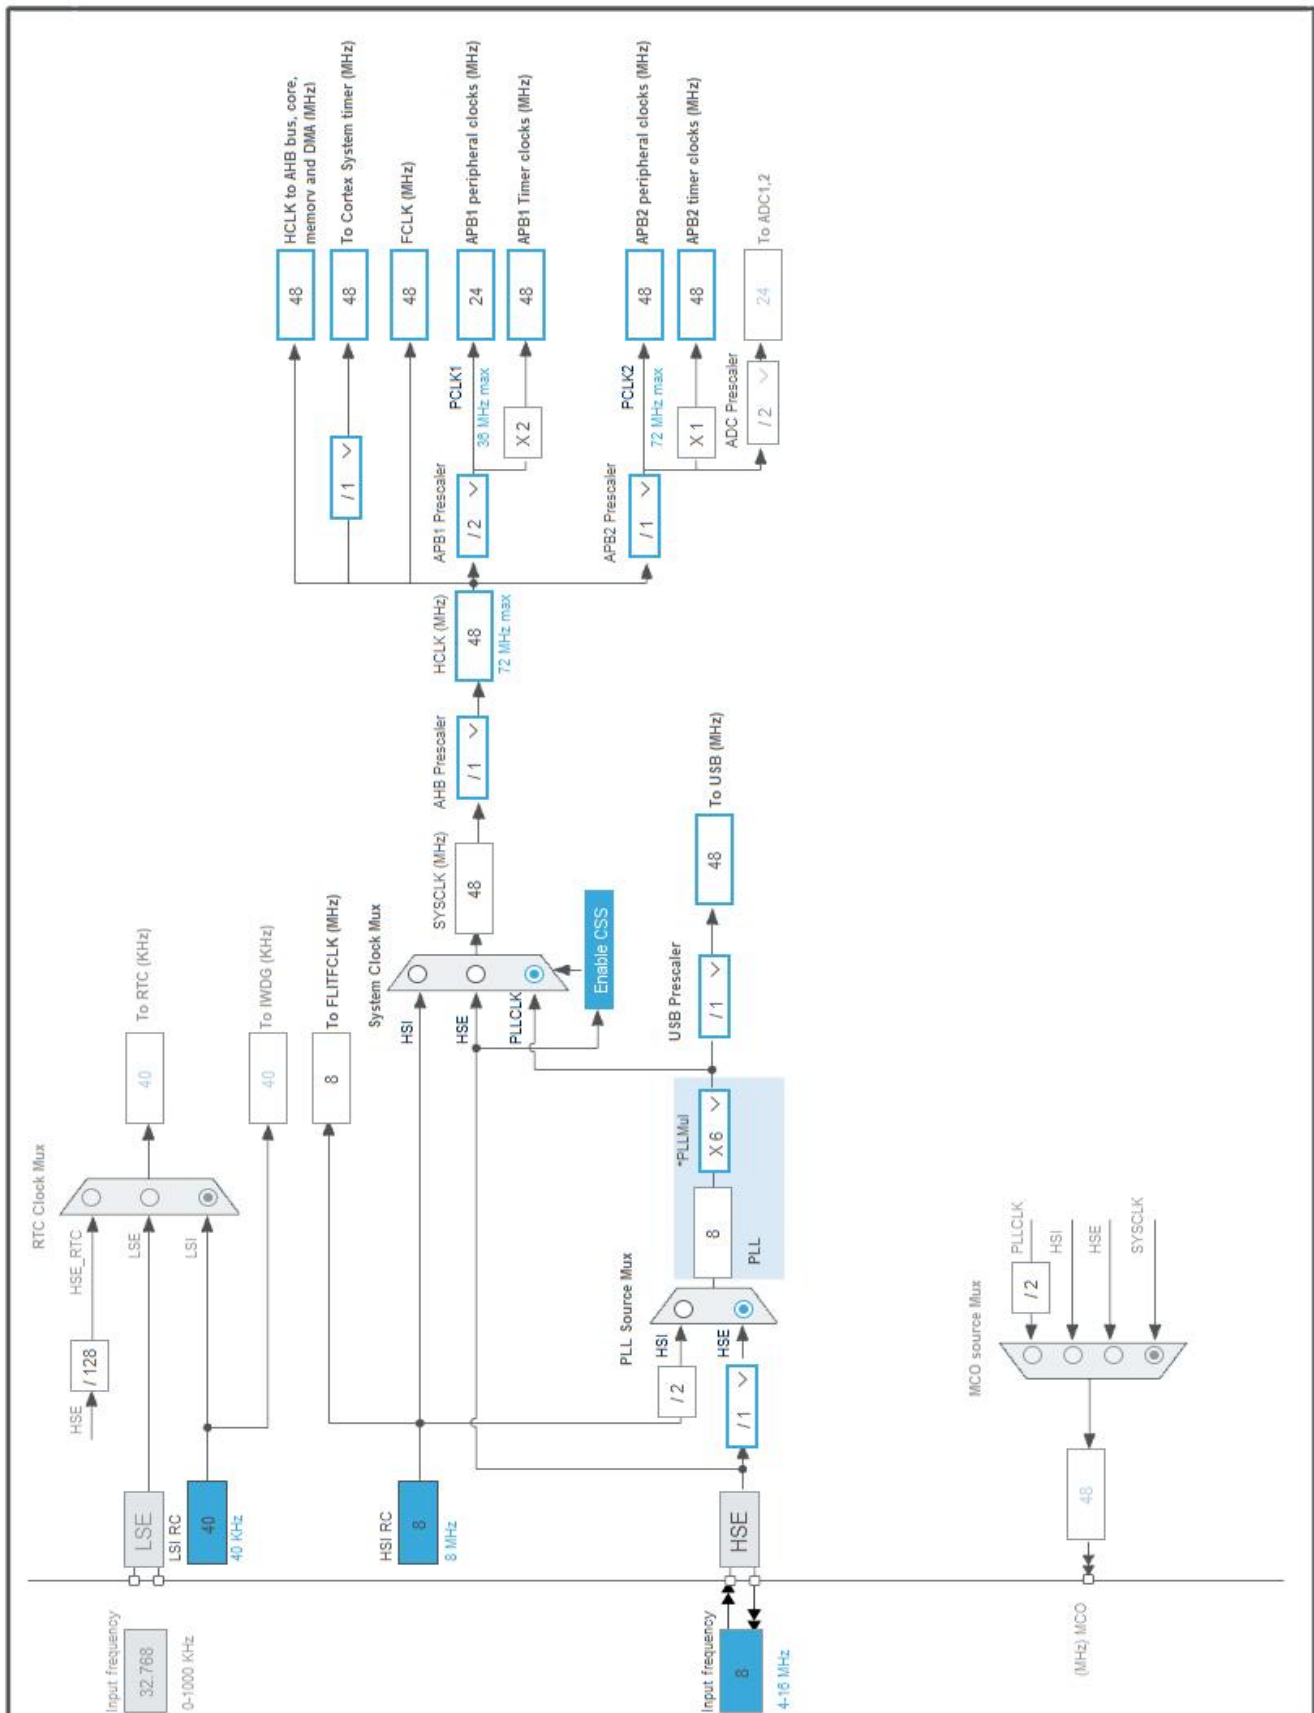 Input frequency
32.768
0-1000 KHz
LSE
LSI RC
40
40 KHz
HSE
/ 128
HSE_RTC
LSE
LSI
RTC Clock Mux
40
To RTC (KHz)
40
To IWDG (KHz)
HSI RC
8
8 MHz
8
To FLITFCLK (MHz)
System Clock Mux
HSI
HSE
PLLCLK
Enable CSS
SYSCLK (MHz)
48
AHB Prescaler
/ 1
HCLK (MHz)
48
72 MHz max
48
HCLK to AHB bus, core,
memory and DMA (MHz)
/ 1
48
To Cortex System timer (MHz)
48
FCLK (MHz)
APB1 Prescaler
/ 2
PCLK1
36 MHz max
24
APB1 peripheral clocks (MHz)
X 2
48
APB1 Timer clocks (MHz)
APB2 Prescaler
/ 1
PCLK2
72 MHz max
48
APB2 peripheral clocks (MHz)
X 1
48
APB2 timer clocks (MHz)
ADC Prescaler
/ 2
24
To ADC1,2
Input frequency
8
4-16 MHz
HSE
/ 1
/ 2
HSI
HSE
PLL Source Mux
8
*PLLMul
X 6
PLL
USB Prescaler
/ 1
48
To USB (MHz)
(MHz) MCO
48
MCO source Mux
/ 2
PLLCLK
HSI
HSE
SYSCLK